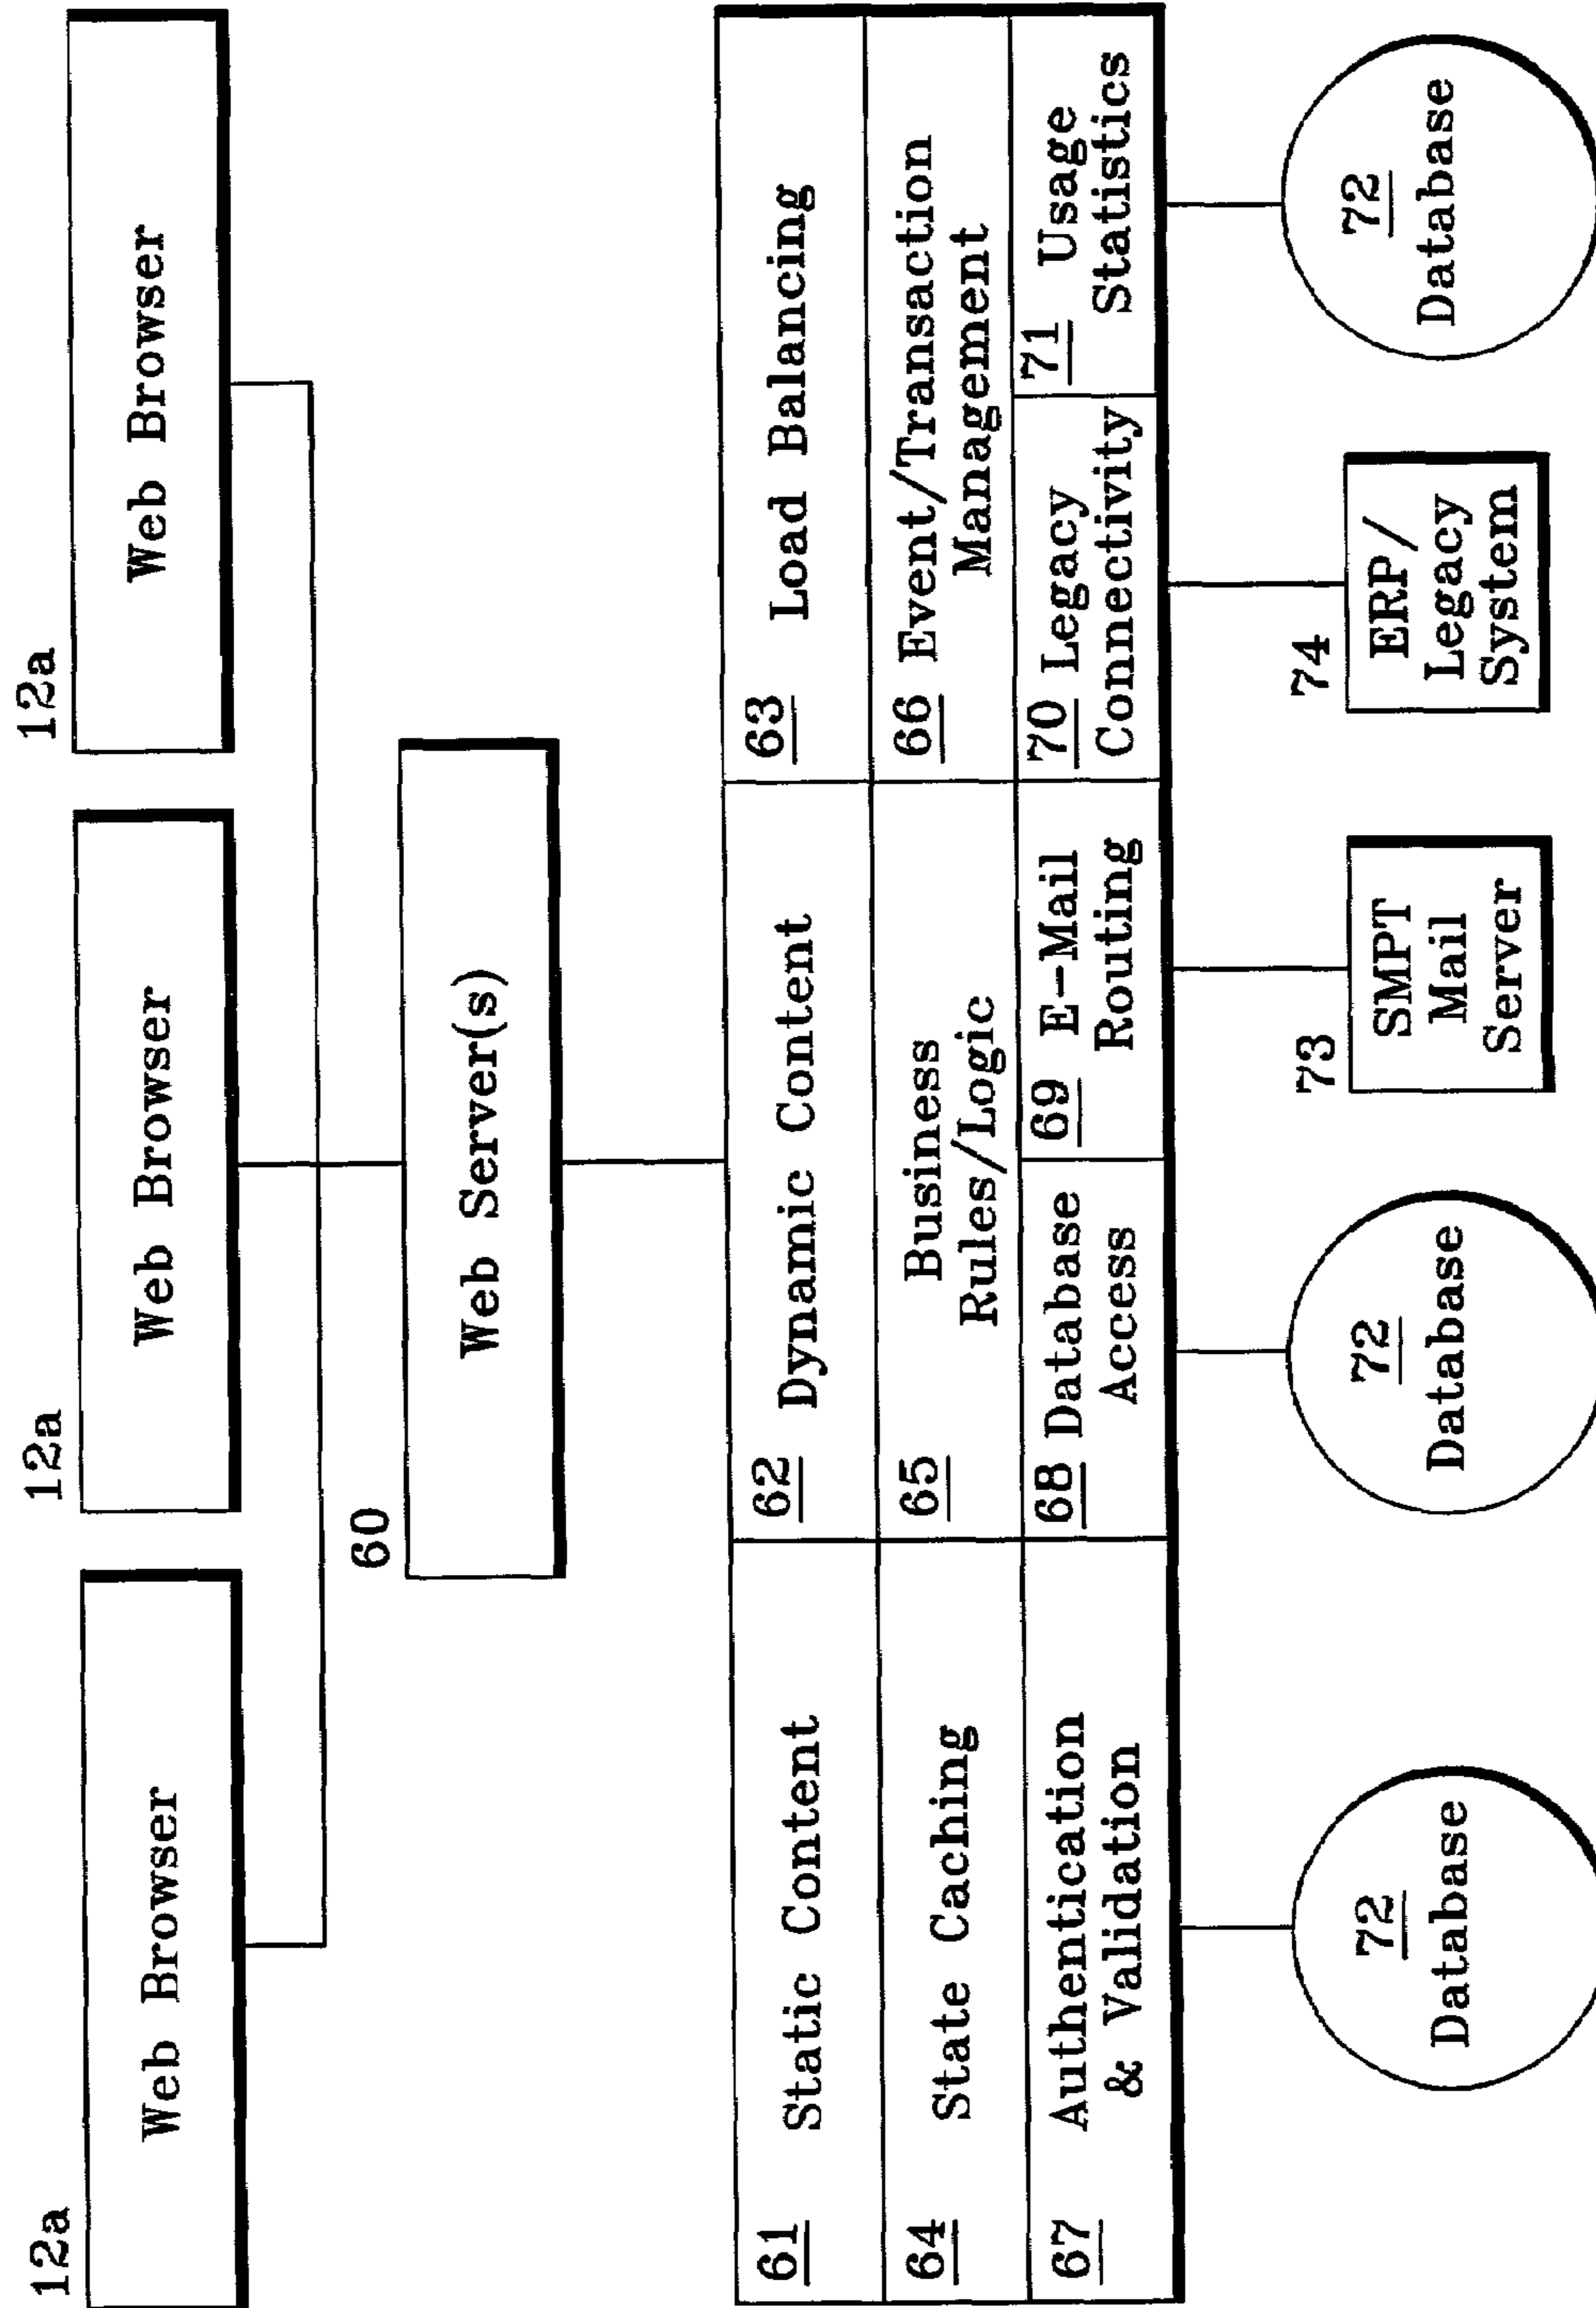 12a
Web Browser
12a
Web Browser
12a
Web Browser
60
Web Server(s)
61 Static Content
62 Dynamic Content
63 Load Balancing
64 State Caching
65 Business
Rules/Logic
66 Event/Transaction
Management
67 Authentication
& Validation
68 Database
Access
69 E-Mail
Routing
70 Legacy
Connectivity
71 Usage
Statistics
72
Database
72
Database
73
SMPT
Mail
Server
74
ERP/
Legacy
System
72
Database